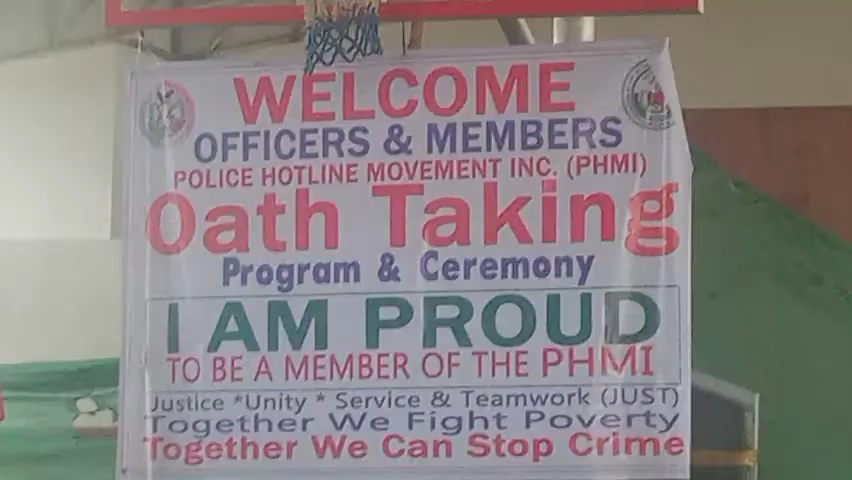 WELCOME
OFFICERS & MEMBERS
POLICE HOTLINE MOVEMENT INC. (PHMI)
Oath Taking
Program & Ceremony
I AM PROUD
TO BE A MEMBER OF THE PHMI
Justice *Unity * Service & Teamwork (JUST)
Together We Fight Poverty
Together We Can Stop Crime